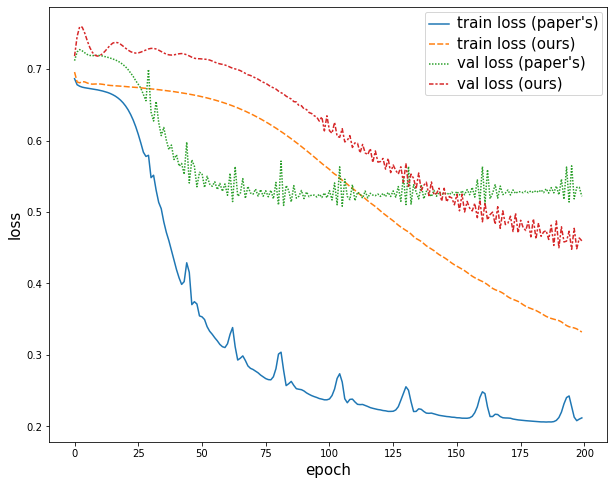 train loss (paper's)
train loss (ours)
val loss (paper's)
val loss (ours)
0.7
0.6
0.5
0.4
0.3
0.2
loss
0 25 50 75 100 125 150 175 200
epoch